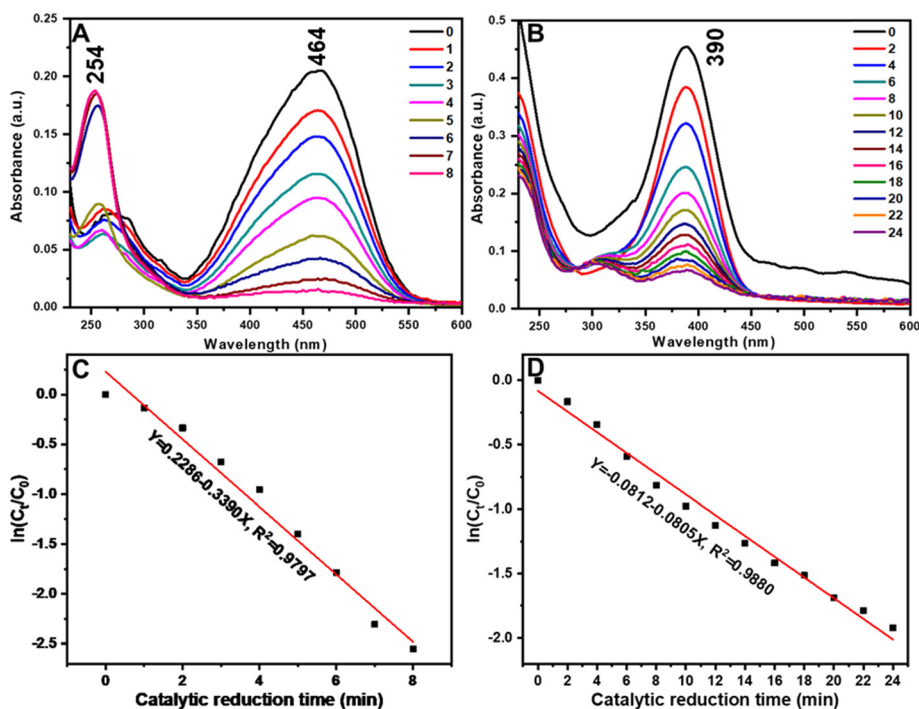 A
254
464
0
1
2
3
4
5
6
7
8
0.25
0.20
0.15
0.10
0.05
0.00
Absorbance (a.u.)
250 300 350 400 450 500 550 600
Wavelength (nm)
B
390
0
2
4
6
8
10
12
14
16
18
20
22
24
0.5
0.4
0.3
0.2
0.1
0.0
Absorbance (a.u.)
250 300 350 400 450 500 550 600
Wavelength (nm)
C
0.0
-0.5
-1.0
-1.5
-2.0
-2.5
ln(Cₜ/C₀)
Y=0.2286-0.3390X, R²=0.9797
0 2 4 6 8
Catalytic reduction time (min)
D
0.0
-0.5
-1.0
-1.5
-2.0
ln(Cₜ/C₀)
Y=-0.0812-0.0805X, R²=0.9880
0 2 4 6 8 10 12 14 16 18 20 22 24
Catalytic reduction time (min)